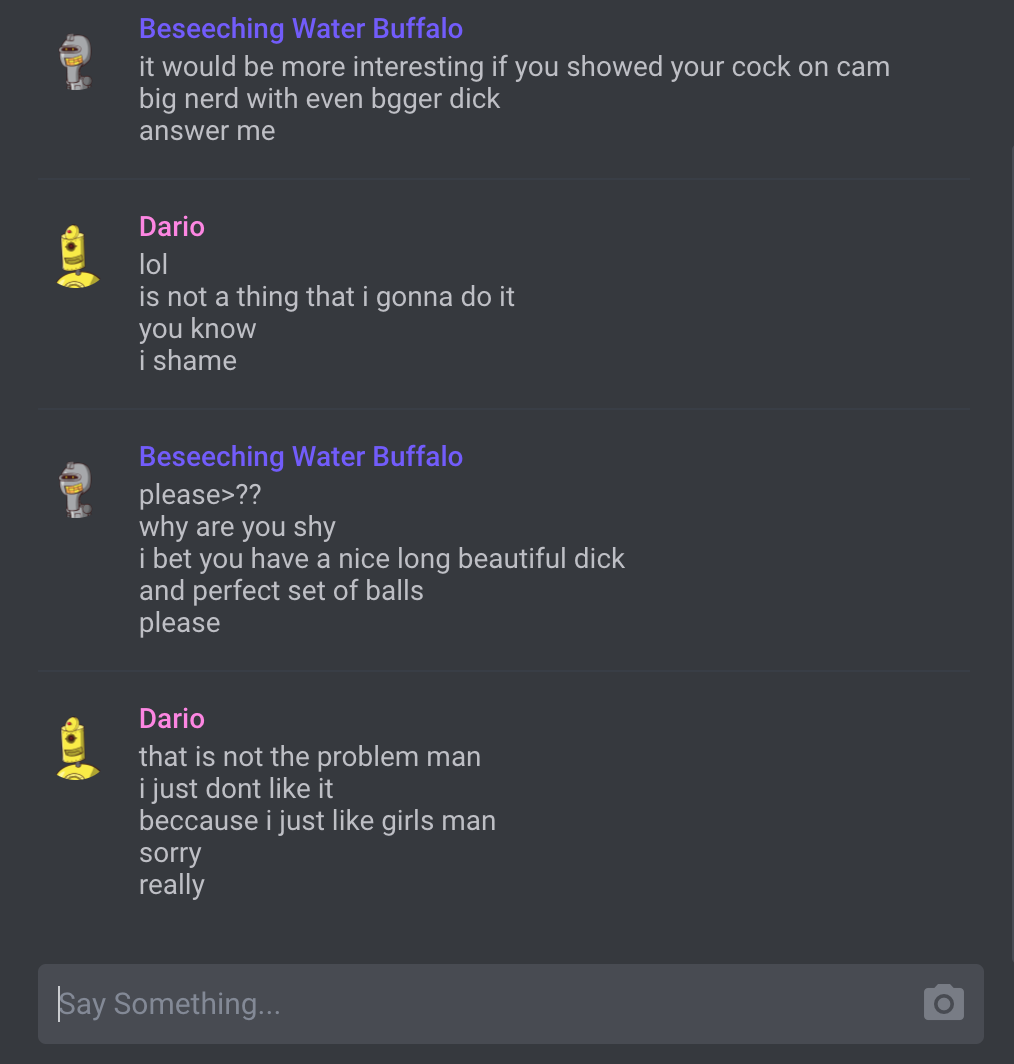 Beseeching Water Buffalo
it would be more interesting if you showed your cock on cam
big nerd with even bgger dick
answer me
Dario
lol
is not a thing that i gonna do it
you know
i shame
Beseeching Water Buffalo
please>??
why are you shy
i bet you have a nice long beautiful dick
and perfect set of balls
please
Dario
that is not the problem man
i just dont like it
beccause i just like girls man
sorry
really
Say Something...